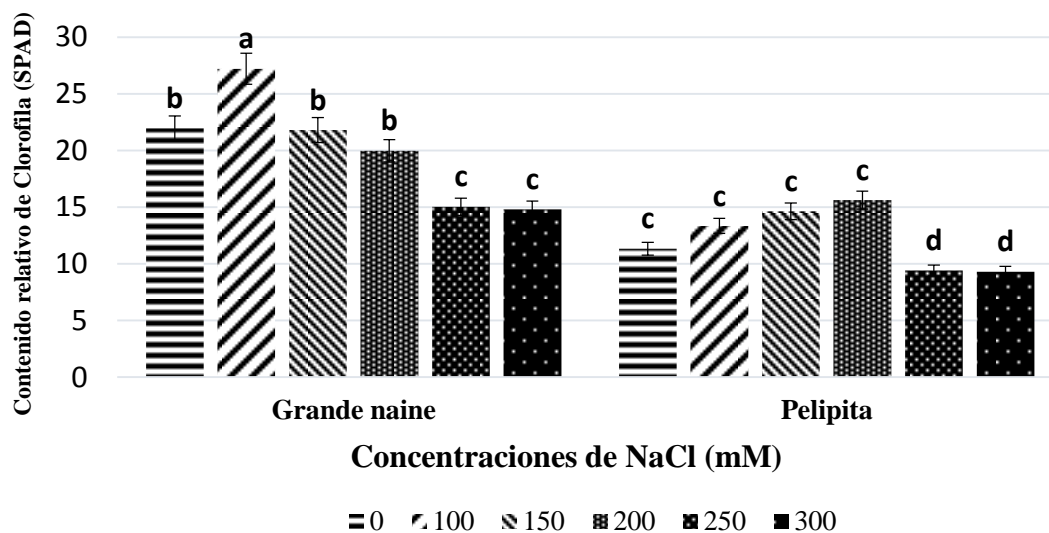 Contenido relativo de Clorofila (SPAD)
30
25
20
15
10
5
0
b
a
b
b
c
c
c
c
c
c
d
d
Grande naine
Pelipita
Concentraciones de NaCl (mM)
0 100 150 200 250 300